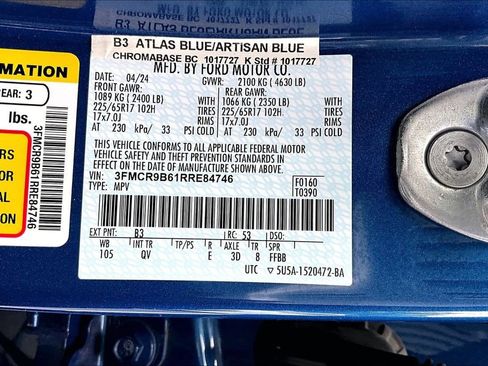 B3 ATLAS BLUE/ARTISAN BLUE
CHROMABASE BC 1017727 K Std # 1017727
MFD. BY FORD MOTOR CO.
DATE: 04/24 GVWR: 2100 KG ( 4630 LB)
FRONT GAWR: REAR GAWR:
1089 KG ( 2400 LB) 1066 KG ( 2350 LB)
225/65R17 102H 225/65R17 102H
17x7.0J 17x7.0J
AT 230 kPa/ 33 PSI COLD AT 230 kPa/ 33 PSI COLD
THIS VEHICLE CONFORMS TO ALL APPLICABLE FEDERAL MOTOR
VEHICLE SAFETY AND THEFT PREVENTION STANDARDS IN
EFFECT ON THE DATE OF MANUFACTURE SHOWN ABOVE.
VIN: 3FMCR9B61RRE84746
TYPE: MPV
F0160
T0390
EXT PNT: B3 RC: 53 DSO:
WB INT TR TP/PS R AXLE TR SPR
105 QV E 3D 8 FFBB
UTC ▽ 5U5A-1520472-BA
RMATION
EAR: 3
lbs.
3FMCR9B61RRE84746